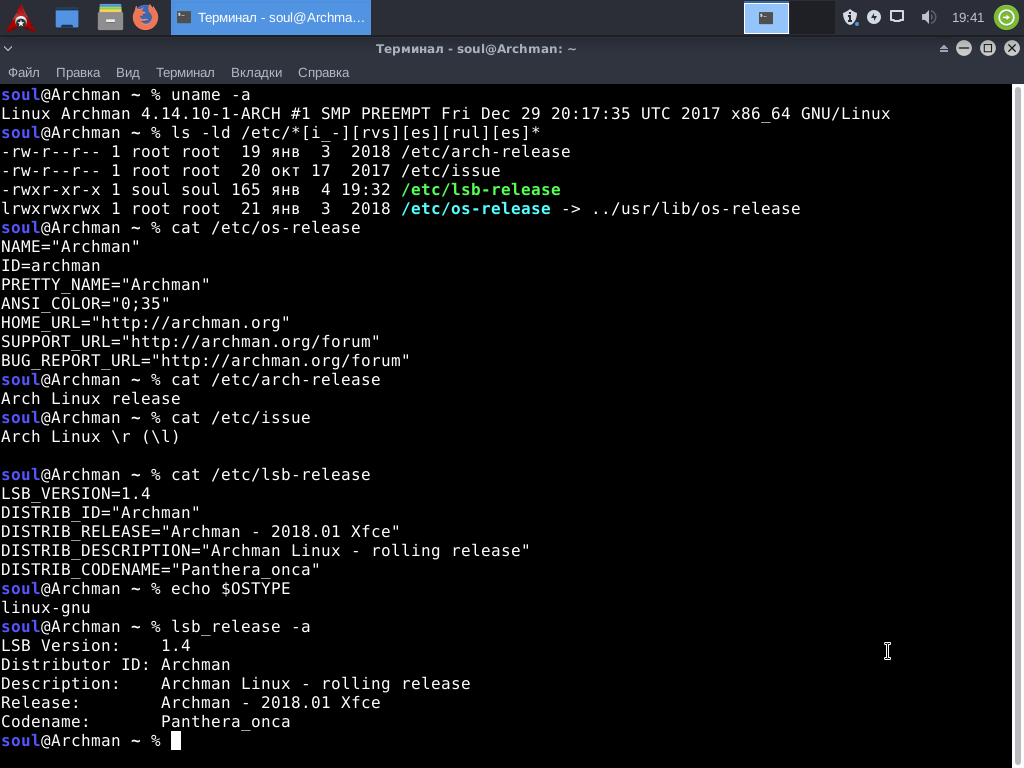 Терминал - soul@Archma...
19:41
Терминал - soul@Archman: ~
Файл Правка Вид Терминал Вкладки Справка
soul@Archman ~ % uname -a
Linux Archman 4.14.10-1-ARCH #1 SMP PREEMPT Fri Dec 29 20:17:35 UTC 2017 x86_64 GNU/Linux
soul@Archman ~ % ls -ld /etc/*[i_-][rvs][es][rul][es]*
-rw-r--r-- 1 root root  19 янв  3  2018 /etc/arch-release
-rw-r--r-- 1 root root  20 окт 17  2017 /etc/issue
-rwxr-xr-x 1 soul soul 165 янв  4 19:32 /etc/lsb-release
lrwxrwxrwx 1 root root  21 янв  3  2018 /etc/os-release -> ../usr/lib/os-release
soul@Archman ~ % cat /etc/os-release
NAME="Archman"
ID=archman
PRETTY_NAME="Archman"
ANSI_COLOR="0;35"
HOME_URL="http://archman.org"
SUPPORT_URL="http://archman.org/forum"
BUG_REPORT_URL="http://archman.org/forum"
soul@Archman ~ % cat /etc/arch-release
Arch Linux release
soul@Archman ~ % cat /etc/issue
Arch Linux \r (\l)
soul@Archman ~ % cat /etc/lsb-release
LSB_VERSION=1.4
DISTRIB_ID="Archman"
DISTRIB_RELEASE="Archman - 2018.01 Xfce"
DISTRIB_DESCRIPTION="Archman Linux - rolling release"
DISTRIB_CODENAME="Panthera_onca"
soul@Archman ~ % echo $OSTYPE
linux-gnu
soul@Archman ~ % lsb_release -a
LSB Version:    1.4
Distributor ID: Archman
Description:    Archman Linux - rolling release
Release:        Archman - 2018.01 Xfce
Codename:       Panthera_onca
soul@Archman ~ %